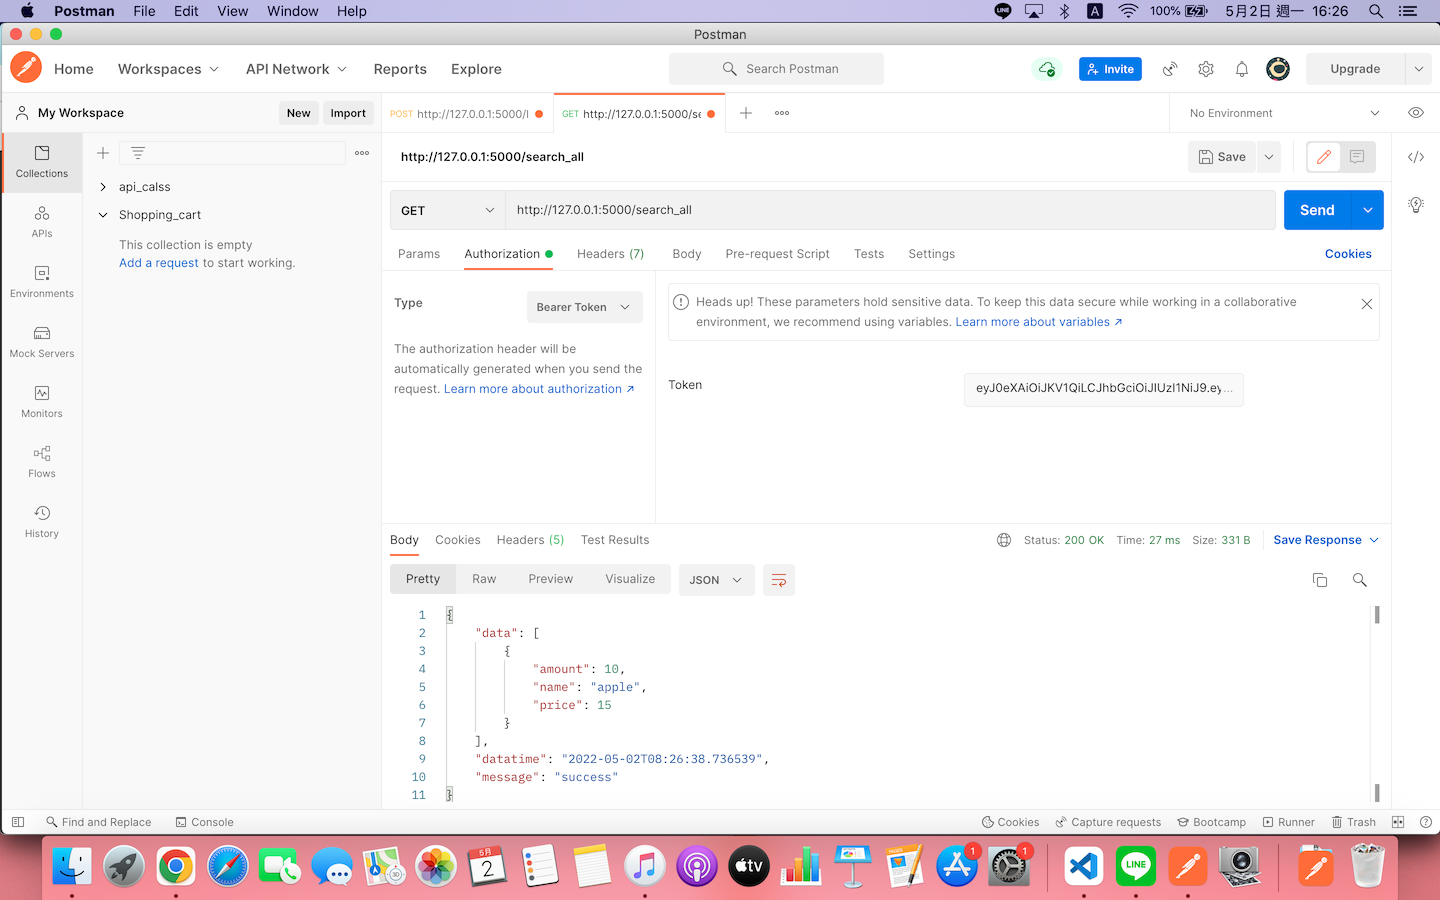 Postman File Edit View Window Help
LINE A 100% 5月2日 週一 16:26
Postman
Home Workspaces API Network Reports Explore
Search Postman
Invite
Upgrade
My Workspace
New Import
POST http://127.0.0.1:5000/l
GET http://127.0.0.1:5000/se
No Environment
Collections
APIs
Environments
Mock Servers
Monitors
Flows
History
api_calss
Shopping_cart
This collection is empty
Add a request to start working.
http://127.0.0.1:5000/search_all
Save
GET http://127.0.0.1:5000/search_all
Send
Params Authorization Headers (7) Body Pre-request Script Tests Settings
Cookies
Type
Bearer Token
The authorization header will be
automatically generated when you send the
request. Learn more about authorization ↗
Heads up! These parameters hold sensitive data. To keep this data secure while working in a collaborative
environment, we recommend using variables. Learn more about variables ↗
Token
eyJ0eXAiOiJKV1QiLCJhbGciOiJIUzI1NiJ9.ey...
Body Cookies Headers (5) Test Results
Status: 200 OK Time: 27 ms Size: 331 B
Save Response
Pretty Raw Preview Visualize JSON
1 {
2 "data": [
3 {
4 "amount": 10,
5 "name": "apple",
6 "price": 15
7 }
8 ],
9 "datatime": "2022-05-02T08:26:38.736539",
10 "message": "success"
11 }
Find and Replace Console
Cookies Capture requests Bootcamp Runner Trash
5月
2
tv
1
1
LINE